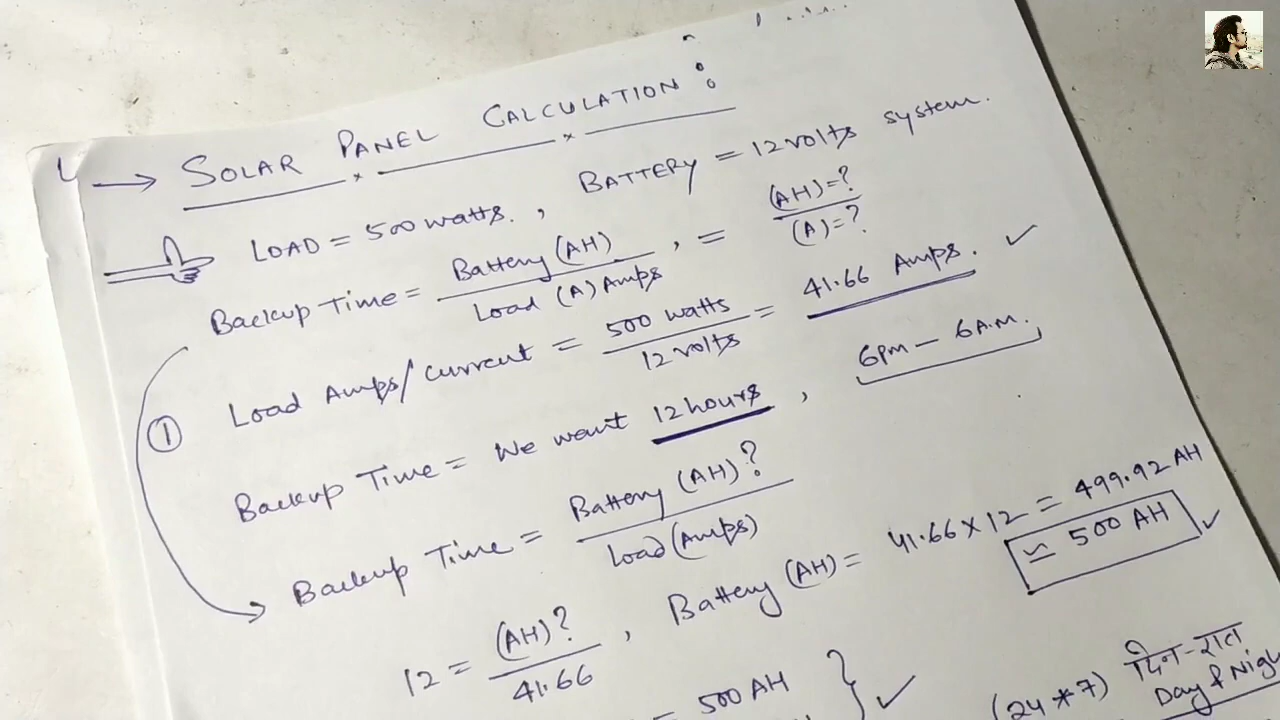 → SOLAR PANEL CALCULATION :
LOAD = 500 watts. , BATTERY = 12 volts system.
Backup Time = Battery (AH) / Load (A) Amps , = (AH)=? / (A)=?
Load Amps/current = 500 watts / 12 volts = 41.66 Amps. ✓
① Backup Time = We want 12 hours , 6pm – 6A.M.
Backup Time = Battery (AH) ? / Load (Amps)
12 = (AH)? / 41.66 , Battery (AH) = 41.66 x 12 = 499.92 AH
≃ 500 AH ✓
= 500 AH } ✓
(24 * 7) दिन-रात
Day &